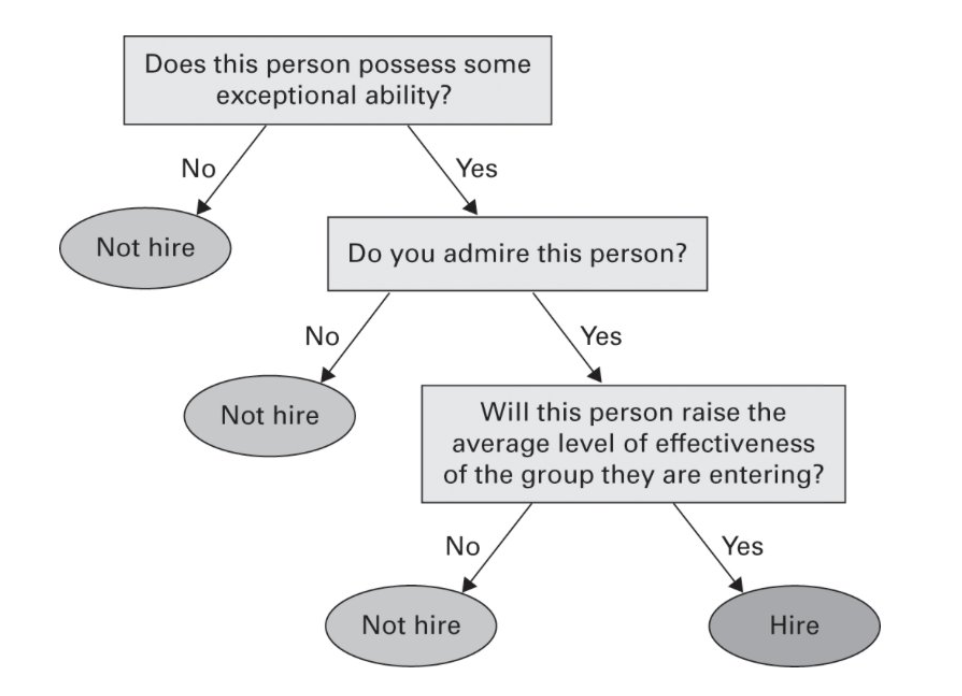 Does this person possess some
exceptional ability?
No
Yes
Not hire
Do you admire this person?
No
Yes
Not hire
Will this person raise the
average level of effectiveness
of the group they are entering?
No
Yes
Not hire
Hire